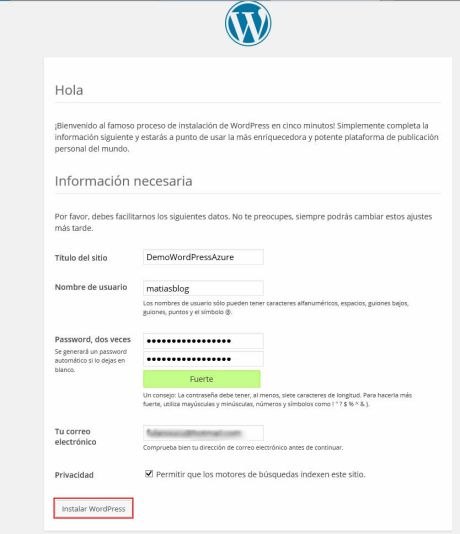 Hola
¡Bienvenido al famoso proceso de instalación de WordPress en cinco minutos! Simplemente completa la
información siguiente y estarás a punto de usar la más enriquecedora y potente plataforma de publicación
personal del mundo.
Información necesaria
Por favor, debes facilitarnos los siguientes datos. No te preocupes, siempre podrás cambiar estos ajustes
más tarde.
Título del sitio
DemoWordPressAzure
Nombre de usuario
matiasblog
Los nombres de usuario sólo pueden tener caracteres alfanuméricos, espacios, guiones bajos,
guiones, puntos y el símbolo @.
Password, dos veces
Se generará un password
automático si lo dejas en
blanco.
Fuerte
Un consejo: La contraseña debe tener, al menos, siete caracteres de longitud. Para hacerla más
fuerte, utiliza mayúsculas y minúsculas, números y símbolos como ! " ? $ % ^ & ).
Tu correo
electrónico
Comprueba bien tu dirección de correo electrónico antes de continuar.
Privacidad
Permitir que los motores de búsquedas indexen este sitio.
Instalar WordPress